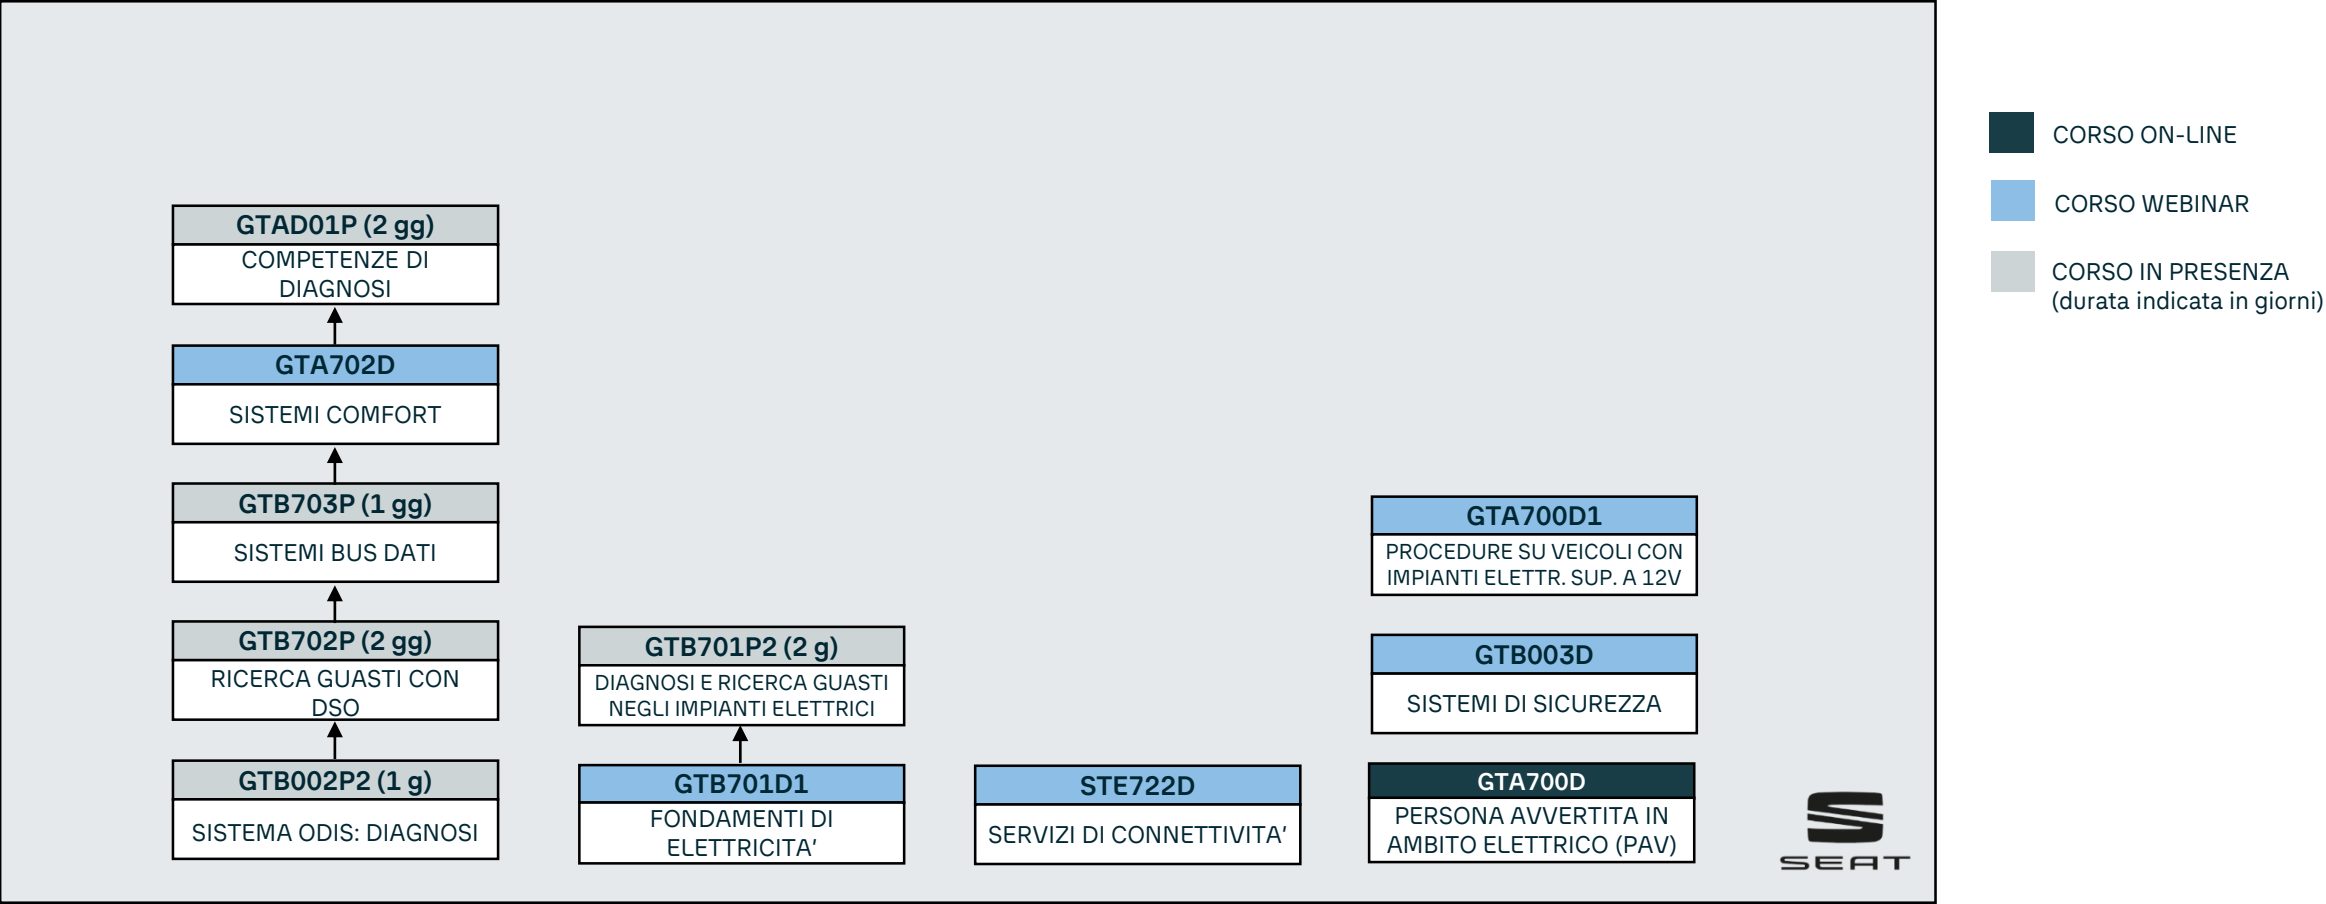 GTAD01P (2 gg)
COMPETENZE DI
DIAGNOSI
GTA702D
SISTEMI COMFORT
GTB703P (1 gg)
SISTEMI BUS DATI
GTB702P (2 gg)
RICERCA GUASTI CON
DSO
GTB002P2 (1 g)
SISTEMA ODIS: DIAGNOSI
GTB701P2 (2 g)
DIAGNOSI E RICERCA GUASTI
NEGLI IMPIANTI ELETTRICI
GTB701D1
FONDAMENTI DI
ELETTRICITA'
STE722D
SERVIZI DI CONNETTIVITA'
GTA700D1
PROCEDURE SU VEICOLI CON
IMPIANTI ELETTR. SUP. A 12V
GTB003D
SISTEMI DI SICUREZZA
GTA700D
PERSONA AVVERTITA IN
AMBITO ELETTRICO (PAV)
SEAT
CORSO ON-LINE
CORSO WEBINAR
CORSO IN PRESENZA
(durata indicata in giorni)